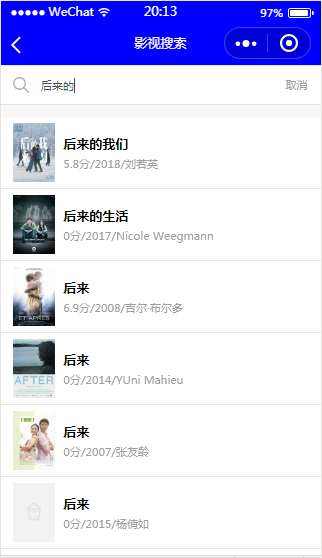 WeChat 20:13 97%
影视搜索
后来的 取消
后来的我们
5.8分/2018/刘若英
后来的生活
0分/2017/Nicole Weegmann
后来
6.9分/2008/吉尔·布尔多
ET APRÈS
后来
0分/2014/YUni Mahieu
AFTER
后来
0分/2007/张友龄
后来
0分/2015/杨倩如